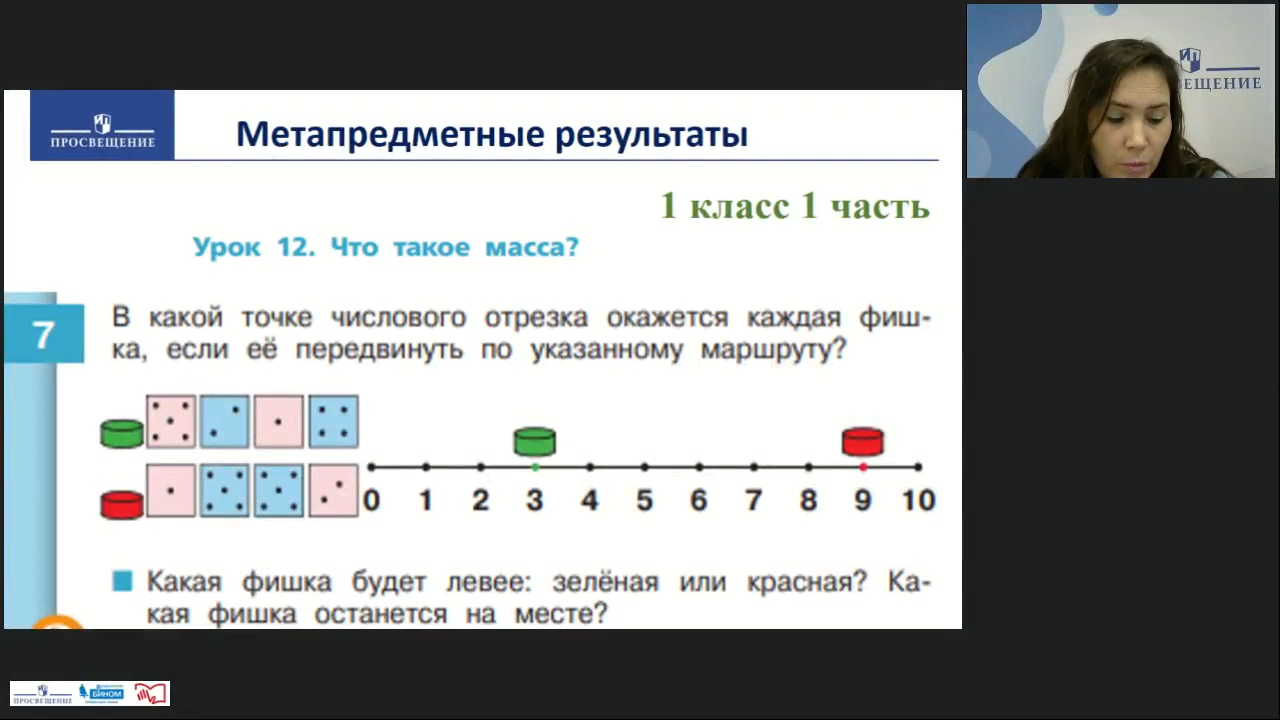 ПРОСВЕЩЕНИЕ
Метапредметные результаты
1 класс 1 часть
Урок 12. Что такое масса?
7
В какой точке числового отрезка окажется каждая фиш-
ка, если её передвинуть по указанному маршруту?
0 1 2 3 4 5 6 7 8 9 10
Какая фишка будет левее: зелёная или красная? Ка-
кая фишка останется на месте?
ЕЩЕНИЕ
ПРОСВЕЩЕНИЕ
БИНОМ